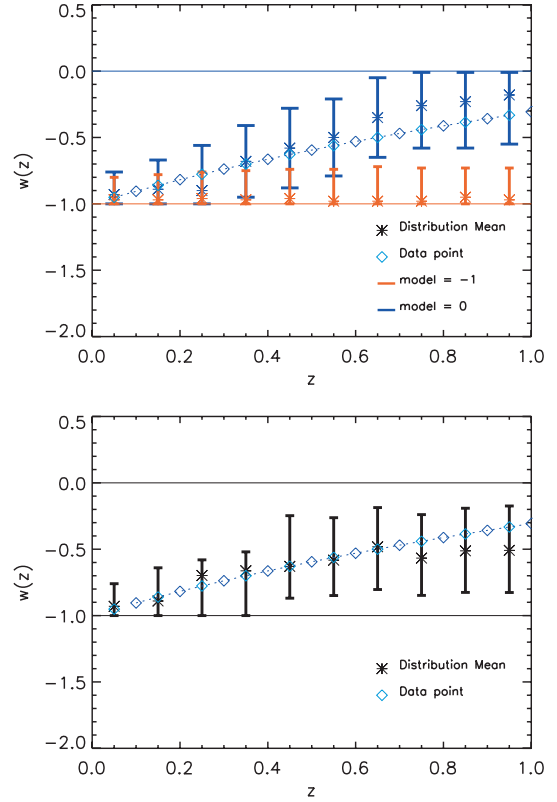 0.5
0.0
-0.5
-1.0
-1.5
-2.0
w(z)
Distribution Mean
Data point
model = -1
model = 0
0.0 0.2 0.4 0.6 0.8 1.0
z
0.5
0.0
-0.5
-1.0
-1.5
-2.0
w(z)
Distribution Mean
Data point
0.0 0.2 0.4 0.6 0.8 1.0
z